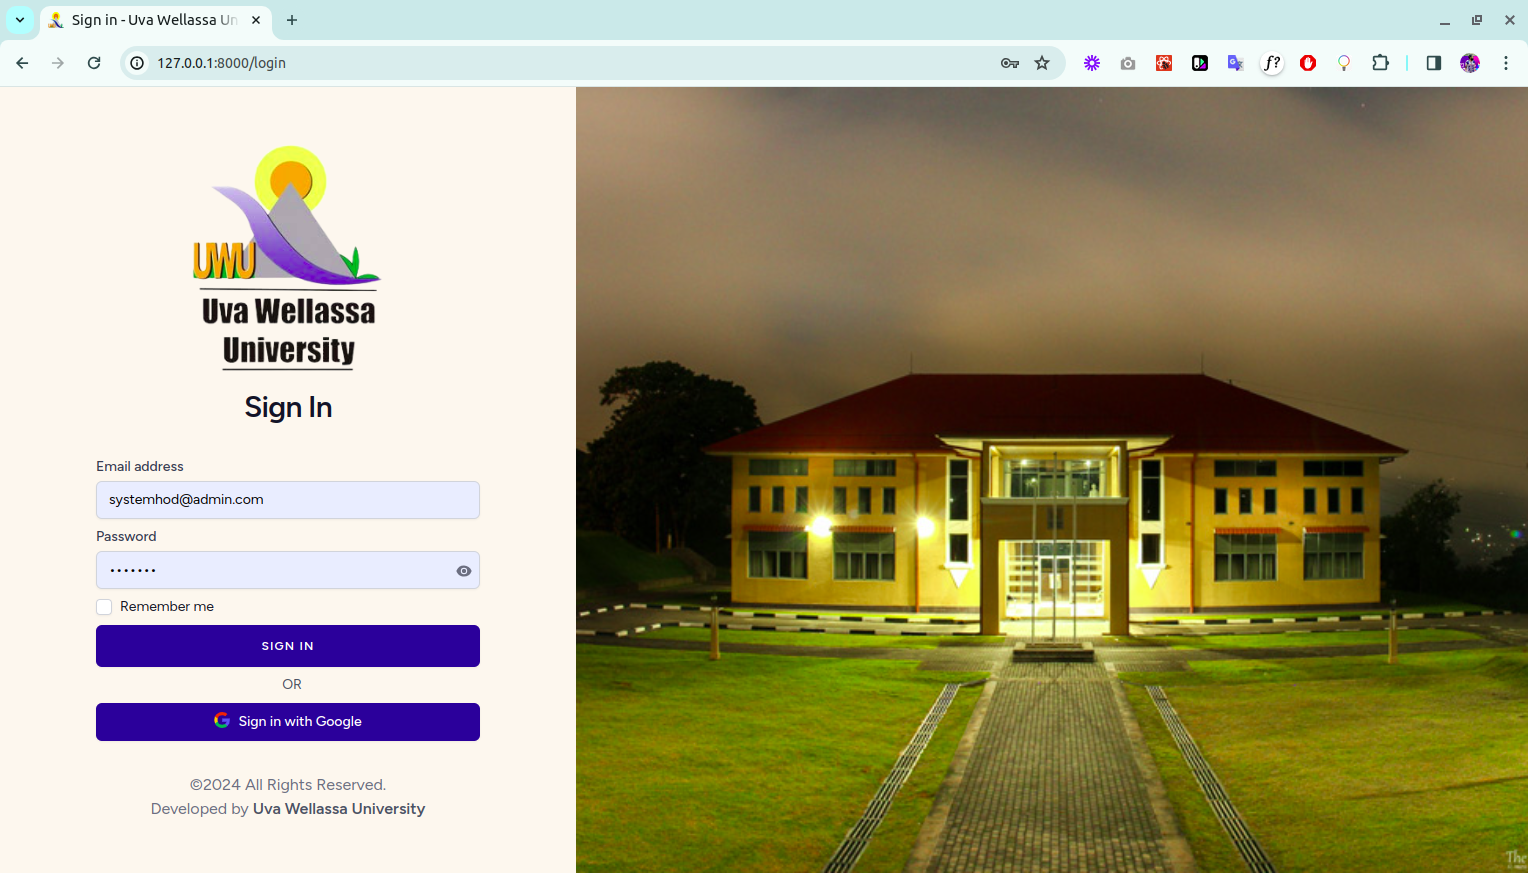 Sign in - Uva Wellassa Un
127.0.0.1:8000/login
f?
UWU
Uva Wellassa
University
Sign In
Email address
systemhod@admin.com
Password
•••••••
Remember me
SIGN IN
OR
Sign in with Google
©2024 All Rights Reserved.
Developed by Uva Wellassa University
The